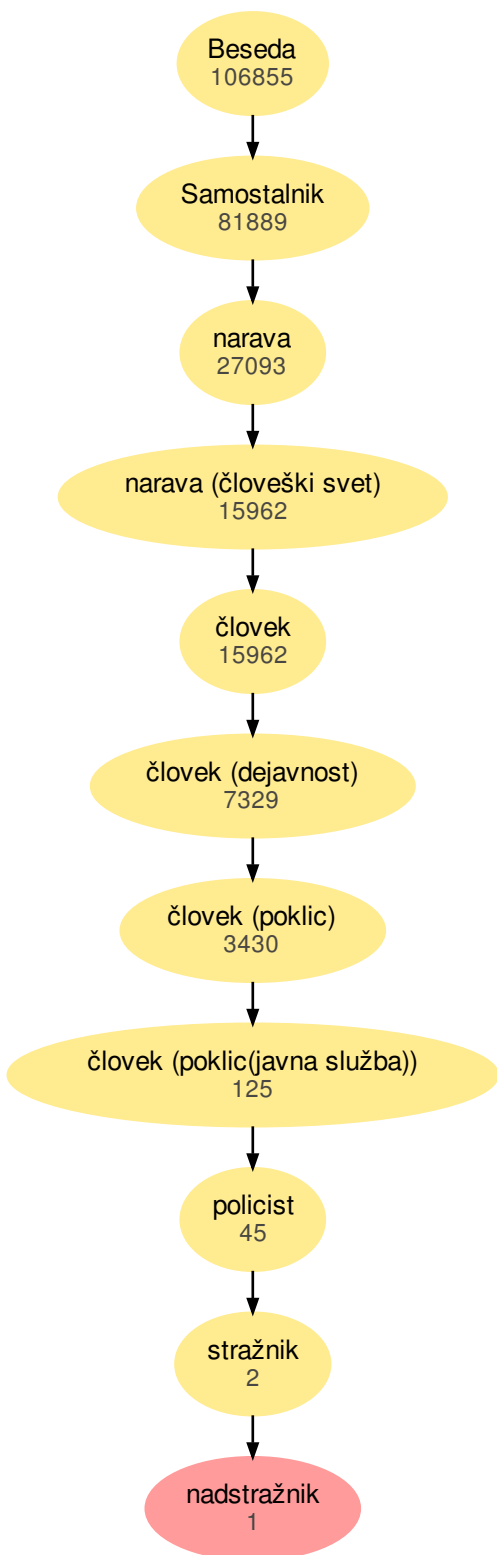 Beseda
106855
Samostalnik
81889
narava
27093
narava (človeški svet)
15962
človek
15962
človek (dejavnost)
7329
človek (poklic)
3430
človek (poklic(javna služba))
125
policist
45
stražnik
2
nadstražnik
1